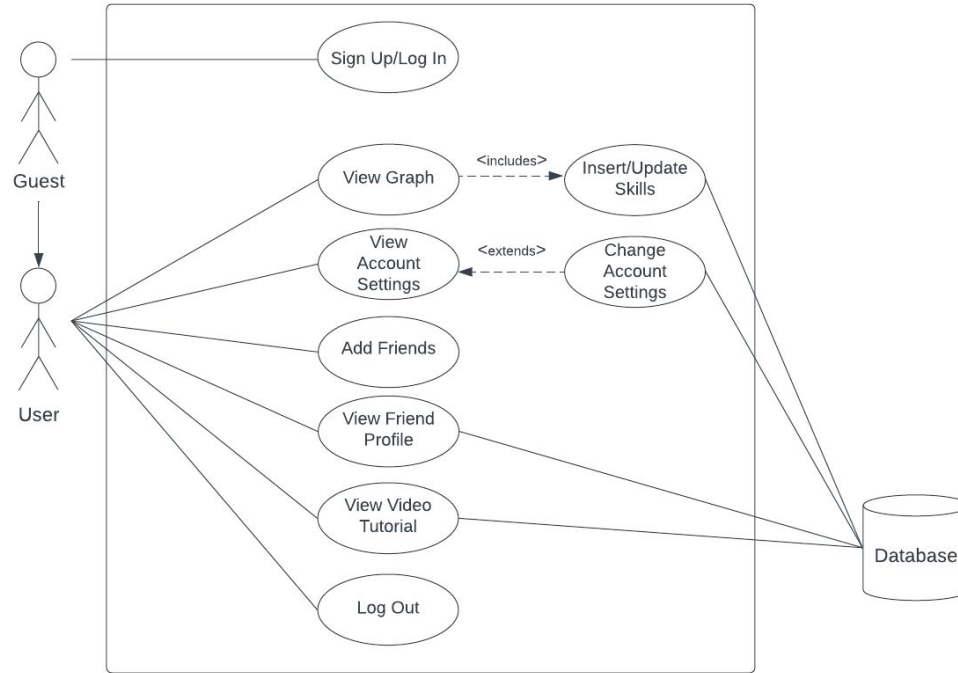 Sign Up/Log In
Guest
View Graph
<includes>
Insert/Update
Skills
View
Account
Settings
<extends>
Change
Account
Settings
User
Add Friends
View Friend
Profile
View Video
Tutorial
Database
Log Out